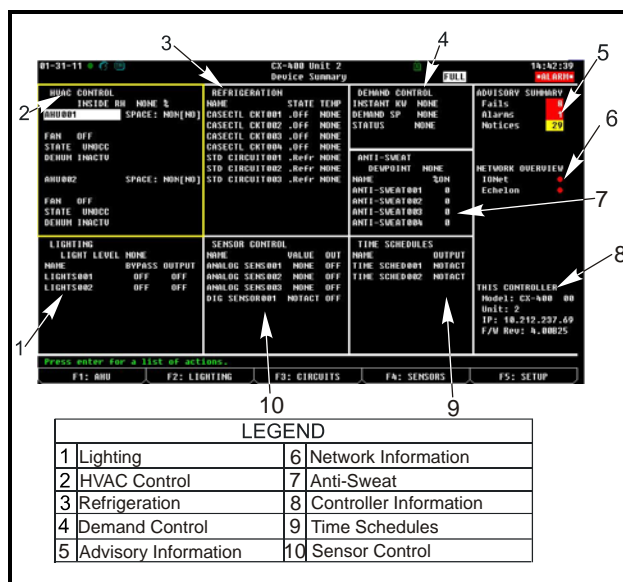 3
4
5
2
6
7
8
1
10
9
01-31-11
CX-400 Unit 2
14:42:39
Device Summary
FULL
*ALARM*
HVAC CONTROL
INSIDE RH NONE %
AHU001 SPACE: NON[NO]
FAN OFF
STATE UNOCC
DEHUM INACTV
AHU002 SPACE: NON[NO]
FAN OFF
STATE UNOCC
DEHUM INACTV
REFRIGERATION
NAME STATE TEMP
CASECTL CKT001 .Off NONE
CASECTL CKT002 .Off NONE
CASECTL CKT003 .Off NONE
CASECTL CKT004 .Off NONE
STD CIRCUIT001 .Refr NONE
STD CIRCUIT002 .Refr NONE
STD CIRCUIT003 .Refr NONE
DEMAND CONTROL
INSTANT KW NONE
DEMAND SP NONE
STATUS NONE
ANTI-SWEAT
DEWPOINT NONE
NAME %ON
ANTI-SWEAT001 0
ANTI-SWEAT002 0
ANTI-SWEAT003 0
ANTI-SWEAT004 0
ADVISORY SUMMARY
Fails
Alarms
Notices 29
NETWORK OVERVIEW
IONet
Echelon
THIS CONTROLLER
Model: CX-400 00
Unit: 2
IP: 10.212.237.69
F/W Rev: 4.00B25
LIGHTING
LIGHT LEVEL NONE
NAME BYPASS OUTPUT
LIGHTS001 OFF OFF
LIGHTS002 OFF OFF
SENSOR CONTROL
NAME VALUE OUT
ANALOG SENS001 NONE OFF
ANALOG SENS002 NONE OFF
ANALOG SENS003 NONE OFF
DIG SENSOR001 NOTACT OFF
TIME SCHEDULES
NAME OUTPUT
TIME SCHED001 NOTACT
TIME SCHED002 NOTACT
Press enter for a list of actions.
F1: AHU
F2: LIGHTING
F3: CIRCUITS
F4: SENSORS
F5: SETUP
LEGEND
1 Lighting 6 Network Information
2 HVAC Control 7 Anti-Sweat
3 Refrigeration 8 Controller Information
4 Demand Control 9 Time Schedules
5 Advisory Information 10 Sensor Control